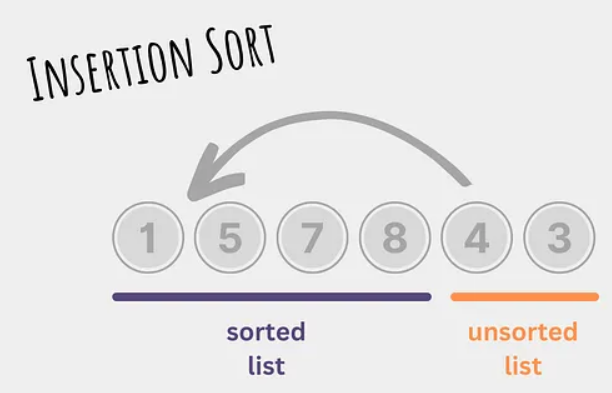 INSERTION SORT
1 5 7 8 4 3
sorted unsorted
list list